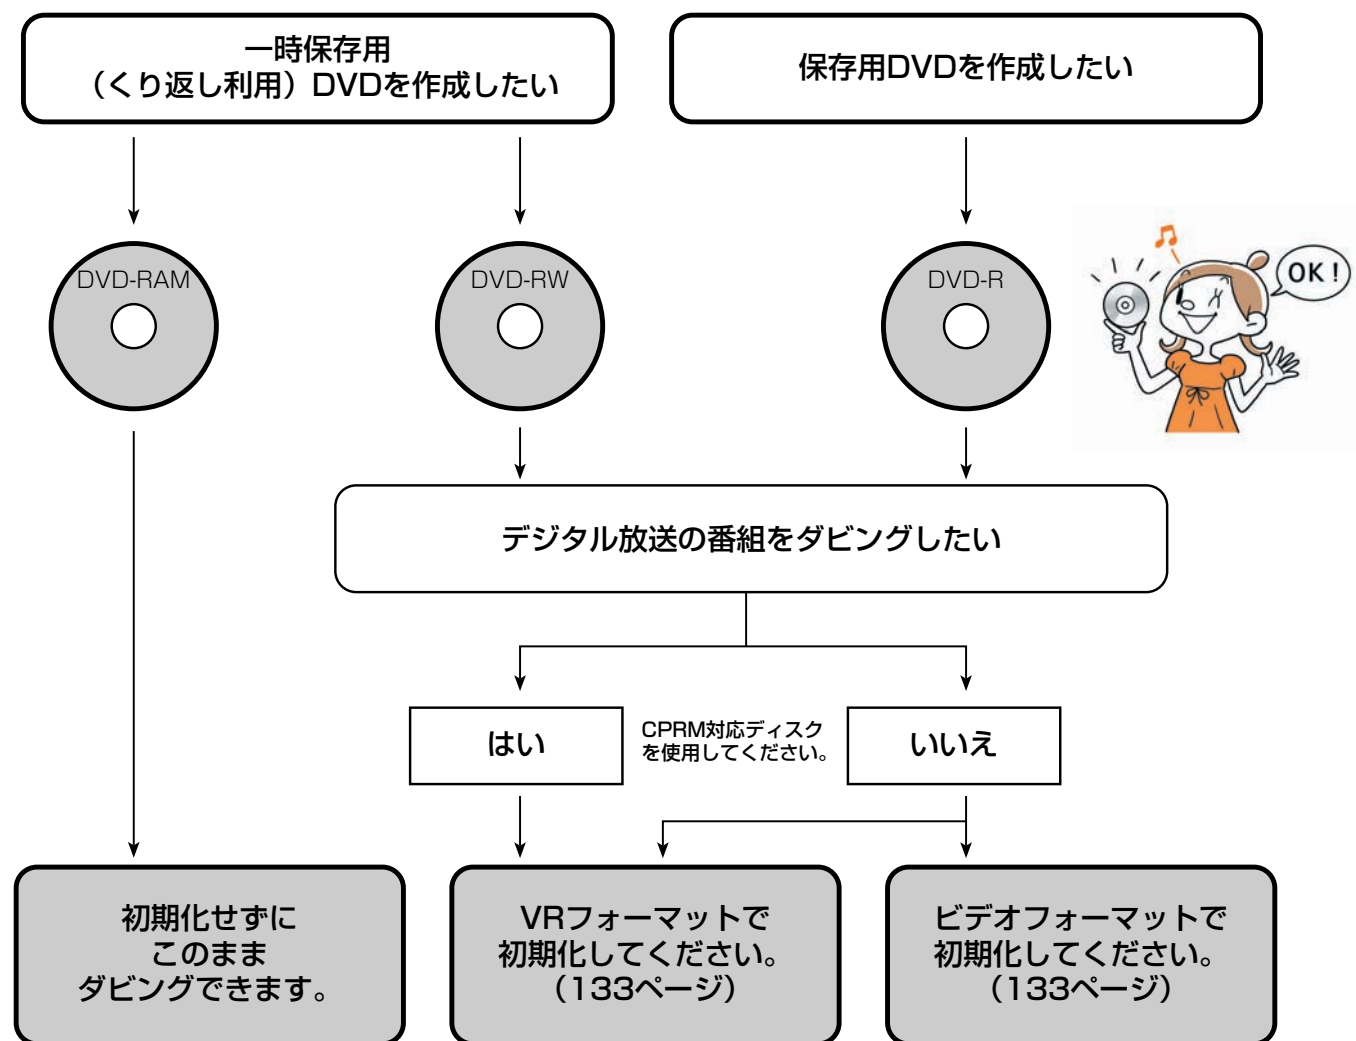 一時保存用
（くり返し利用）DVDを作成したい
保存用DVDを作成したい
DVD-RAM
DVD-RW
DVD-R
OK！
デジタル放送の番組をダビングしたい
はい
CPRM対応ディスク
を使用してください。
いいえ
初期化せずに
このまま
ダビングできます。
VRフォーマットで
初期化してください。
（133ページ）
ビデオフォーマットで
初期化してください。
（133ページ）